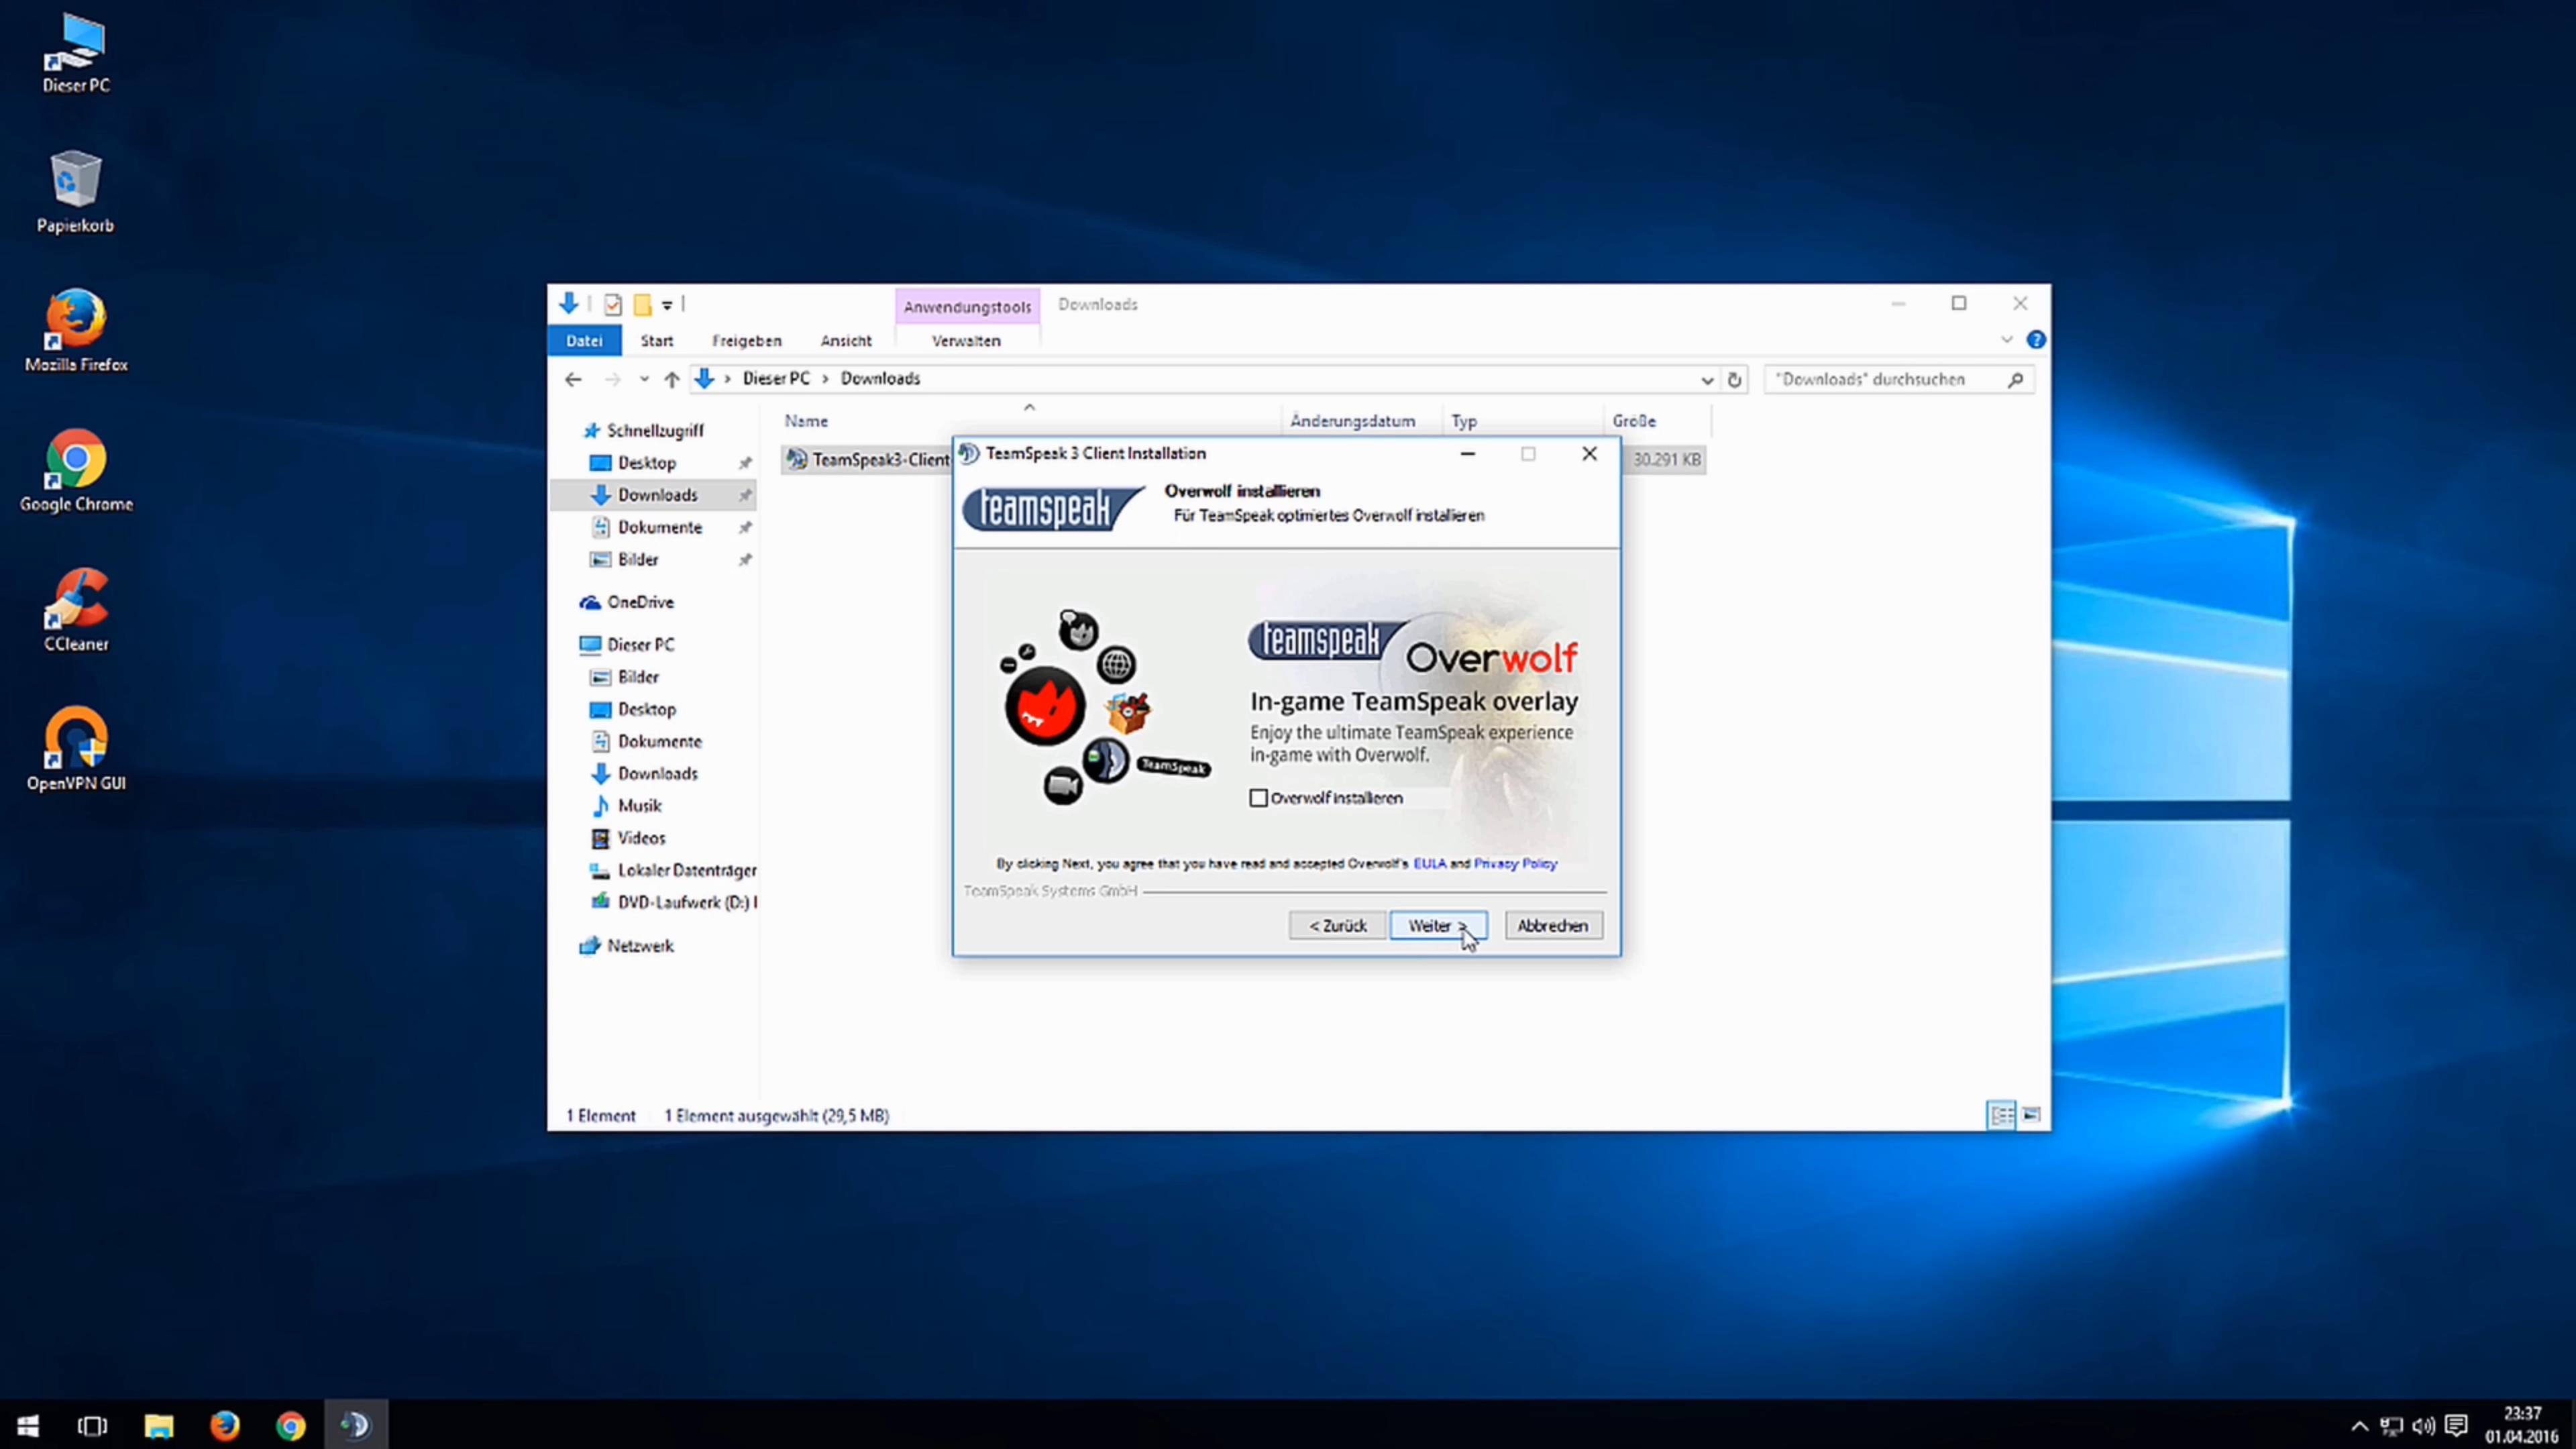 Dieser PC
Papierkorb
Mozilla Firefox
Google Chrome
CCleaner
OpenVPN GUI
Anwendungstools
Downloads
Datei
Start
Freigeben
Ansicht
Verwalten
Dieser PC > Downloads
"Downloads" durchsuchen
Name
Änderungsdatum
Typ
Größe
TeamSpeak3-Client
30.291 KB
Schnellzugriff
Desktop
Downloads
Dokumente
Bilder
OneDrive
Dieser PC
Bilder
Desktop
Dokumente
Downloads
Musik
Videos
Lokaler Datenträger
DVD-Laufwerk (D:)
Netzwerk
TeamSpeak 3 Client Installation
teamspeak
Overwolf installieren
Für TeamSpeak optimiertes Overwolf installieren
TeamSpeak
teamspeak
Overwolf
In-game TeamSpeak overlay
Enjoy the ultimate TeamSpeak experience
in-game with Overwolf.
Overwolf installieren
By clicking Next, you agree that you have read and accepted Overwolf's EULA and Privacy Policy
TeamSpeak Systems GmbH
< Zurück
Weiter >
Abbrechen
1 Element
1 Element ausgewählt (29,5 MB)
23:37
01.04.2016